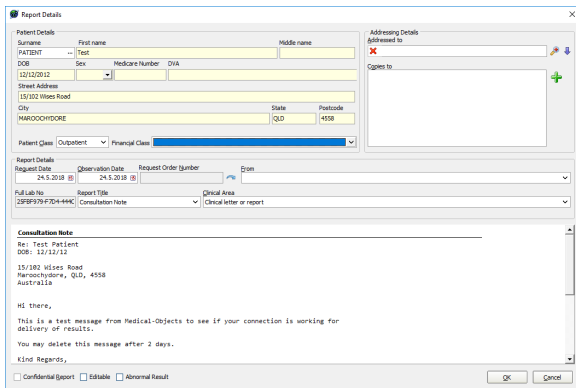 Report Details
Patient Details
Surname First name Middle name
PATIENT ... Test
DOB Sex Medicare Number DVA
12/12/2012
Street Address
15/102 Wises Road
City State Postcode
MAROOCHYDORE QLD 4558
Patient Class Outpatient Financial Class
Addressing Details
Addressed to
Copies to
Report Details
Request Date Observation Date Request Order Number From
24.5.2018 24.5.2018
Full Lab No Report Title Clinical Area
25FBF979-F7D4-444C Consultation Note Clinical letter or report
Consultation Note
Re: Test Patient
DOB: 12/12/12
15/102 Wises Road
Maroochydore, QLD, 4558
Australia
Hi there,
This is a test message from Medical-Objects to see if your connection is working for
delivery of results.
You may delete this message after 2 days.
Kind Regards,
Confidential Report Editable Abnormal Result
OK Cancel